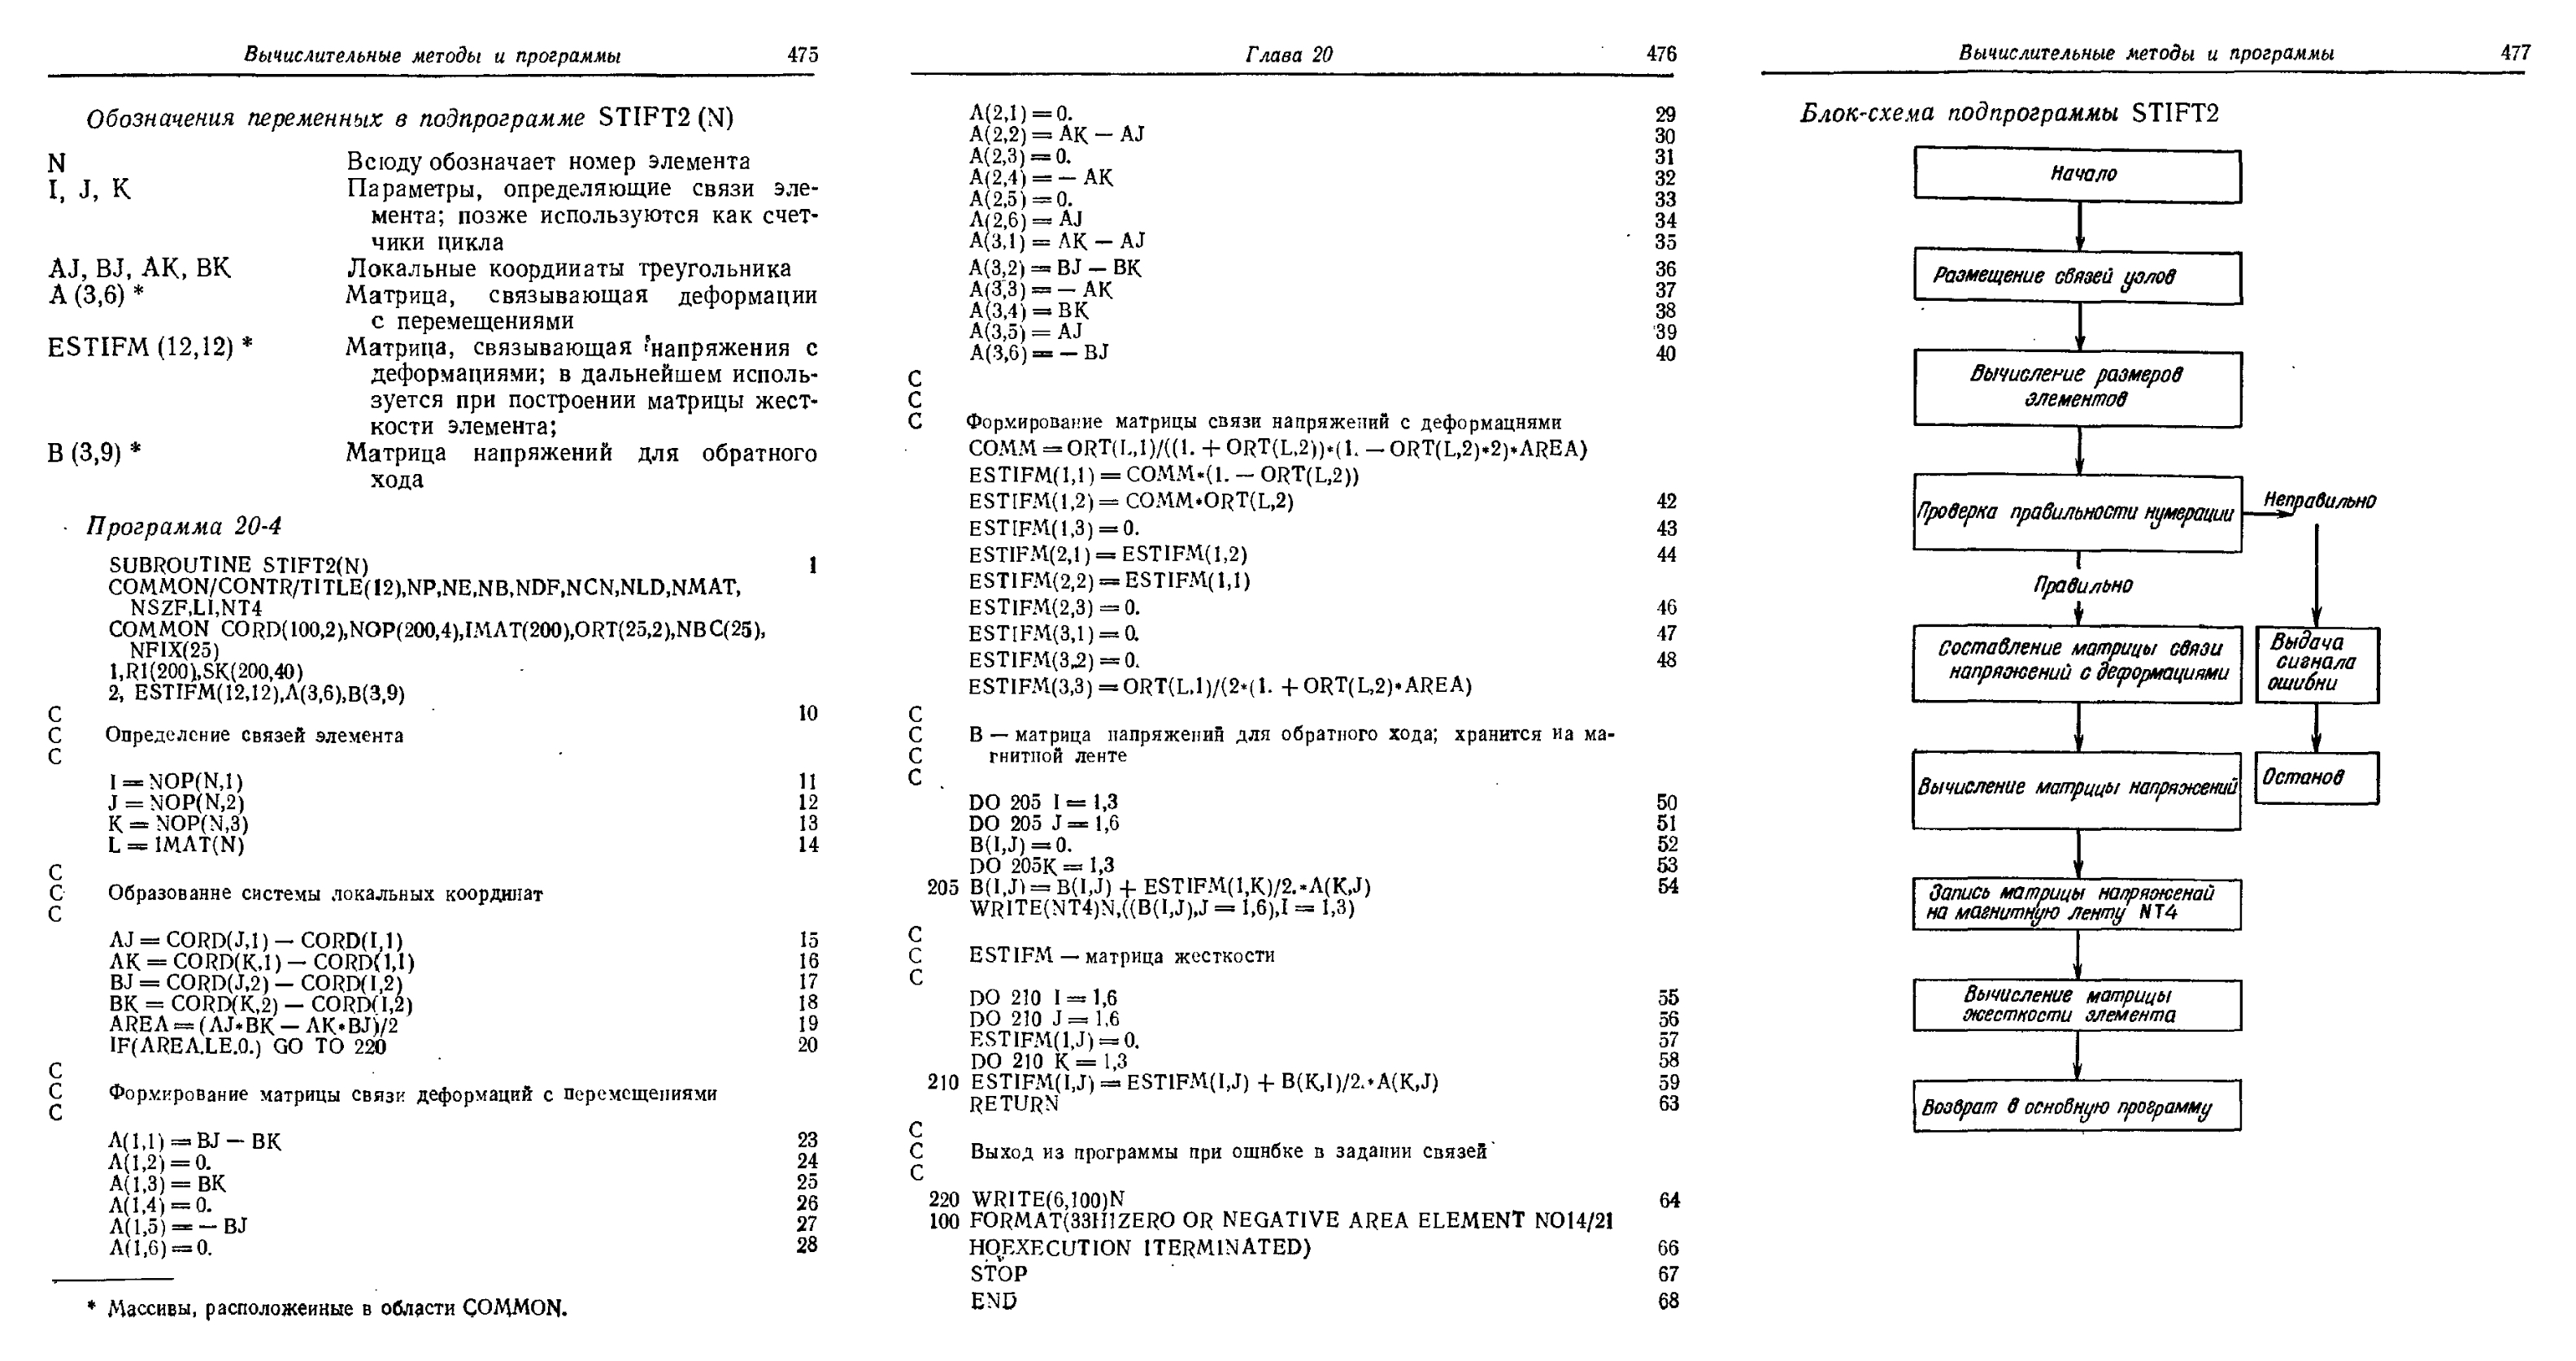 Вычислительные методы и программы 475
Обозначения переменных в подпрограмме STIFT2 (N)
N Всюду обозначает номер элемента
I, J, K Параметры, определяющие связи эле-
мента; позже используются как счет-
чики цикла
AJ, BJ, AK, BK Локальные координаты треугольника
A (3,6) * Матрица, связывающая деформации
с перемещениями
ESTIFM (12,12) * Матрица, связывающая напряжения с
деформациями; в дальнейшем исполь-
зуется при построении матрицы жест-
кости элемента;
B (3,9) * Матрица напряжений для обратного
хода
Программа 20-4
SUBROUTINE STIFT2(N) 1
COMMON/CONTR/TITLE(12),NP,NE,NB,NDF,NCN,NLD,NMAT,
NSZF,LI,NT4
COMMON CORD(100,2),NOP(200,4),IMAT(200),ORT(25,2),NBC(25),
NFIX(25)
1,R1(200),SK(200,40)
2, ESTIFM(12,12),A(3,6),B(3,9)
C 10
C Определение связей элемента
C
I = NOP(N,1) 11
J = NOP(N,2) 12
K = NOP(N,3) 13
L = IMAT(N) 14
C
C Образование системы локальных координат
C
AJ = CORD(J,1) — CORD(I,1) 15
AK = CORD(K,1) — CORD(1,1) 16
BJ = CORD(J,2) — CORD(I,2) 17
BK = CORD(K,2) — CORD(I,2) 18
AREA = (AJ*BK — AK*BJ)/2 19
IF(AREA.LE.0.) GO TO 220 20
C
C Формирование матрицы связи деформаций с перемещениями
C
A(1,1) = BJ — BK 23
A(1,2) = 0. 24
A(1,3) = BK 25
A(1,4) = 0. 26
A(1,5) = — BJ 27
A(1,6) = 0. 28
* Массивы, расположенные в области COMMON.
Глава 20 476
A(2,1) = 0. 29
A(2,2) = AK — AJ 30
A(2,3) = 0. 31
A(2,4) = — AK 32
A(2,5) = 0. 33
A(2,6) = AJ 34
A(3,1) = AK — AJ 35
A(3,2) = BJ — BK 36
A(3,3) = — AK 37
A(3,4) = BK 38
A(3,5) = AJ 39
A(3,6) = — BJ 40
C
C
C Формирование матрицы связи напряжений с деформациями
COMM = ORT(L,1)/((1. + ORT(L,2))*(1. — ORT(L,2)*2)*AREA)
ESTIFM(1,1) = COMM*(1. — ORT(L,2))
ESTIFM(1,2) = COMM*ORT(L,2) 42
ESTIFM(1,3) = 0. 43
ESTIFM(2,1) = ESTIFM(1,2) 44
ESTIFM(2,2) = ESTIFM(1,1)
ESTIFM(2,3) = 0. 46
ESTIFM(3,1) = 0. 47
ESTIFM(3,2) = 0. 48
ESTIFM(3,3) = ORT(L,1)/(2*(1. + ORT(L,2)*AREA)
C
C B — матрица напряжений для обратного хода; хранится на ма-
C гнитной ленте
C
DO 205 I = 1,3 50
DO 205 J = 1,6 51
B(I,J) = 0. 52
DO 205K = 1,3 53
205 B(I,J) = B(I,J) + ESTIFM(1,K)/2.*A(K,J) 54
WRITE(NT4)N,((B(I,J),J = 1,6),I = 1,3)
C
C ESTIFM — матрица жесткости
C
DO 210 I = 1,6 55
DO 210 J = 1.6 56
ESTIFM(1,J) = 0. 57
DO 210 K = 1,3 58
210 ESTIFM(I,J) = ESTIFM(I,J) + B(K,I)/2.*A(K,J) 59
RETURN 63
C
C Выход из программы при ошибке в задании связей
C
220 WRITE(6,100)N 64
100 FORMAT(33H1ZERO OR NEGATIVE AREA ELEMENT NO14/21
HOEXECUTION 1TERMINATED) 66
STOP 67
END 68
Вычислительные методы и программы 477
Блок-схема подпрограммы STIFT2
Начало
Размещение связей узлов
Вычисление размеров
элементов
Проверка правильности нумерации
Неправильно
Правильно
Составление матрицы связи
напряжений с деформациями
Выдача
сигнала
ошибки
Вычисление матрицы напряжений
Останов
Запись матрицы напряжений
на магнитную ленту NT4
Вычисление матрицы
жесткости элемента
Возврат в основную программу